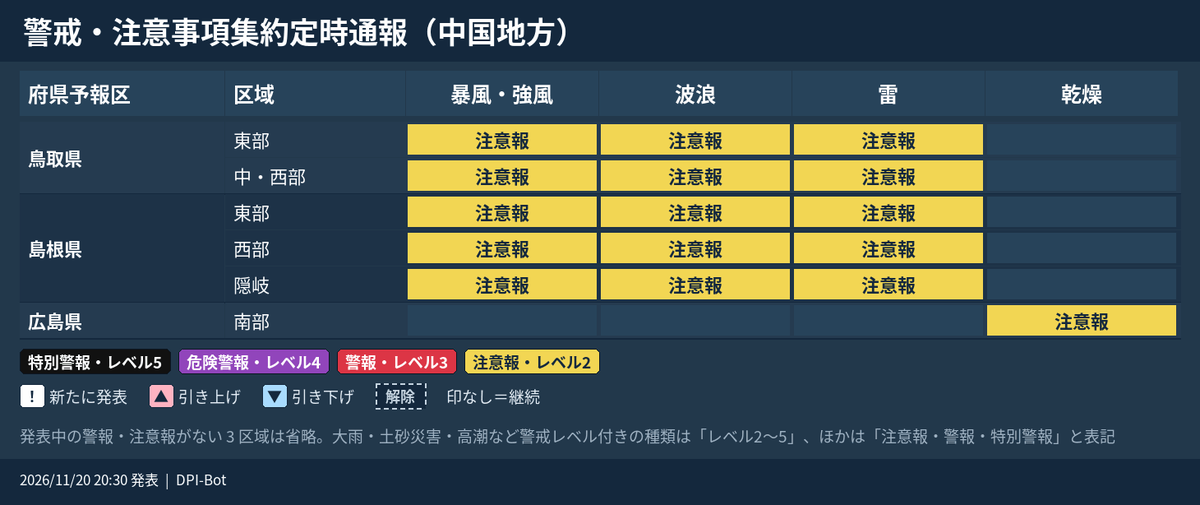 警戒・注意事項集約定時通報（中国地方）
府県予報区 区域 暴風・強風 波浪 雷 乾燥
鳥取県 東部 注意報 注意報 注意報
中・西部 注意報 注意報 注意報
島根県 東部 注意報 注意報 注意報
西部 注意報 注意報 注意報
隠岐 注意報 注意報 注意報
広島県 南部 注意報
特別警報・レベル5 危険警報・レベル4 警報・レベル3 注意報・レベル2
! 新たに発表 ▲ 引き上げ ▼ 引き下げ 解除 印なし＝継続
発表中の警報・注意報がない 3 区域は省略。大雨・土砂災害・高潮など警戒レベル付きの種類は「レベル2〜5」、ほかは「注意報・警報・特別警報」と表記
2026/11/20 20:30 発表 | DPI-Bot